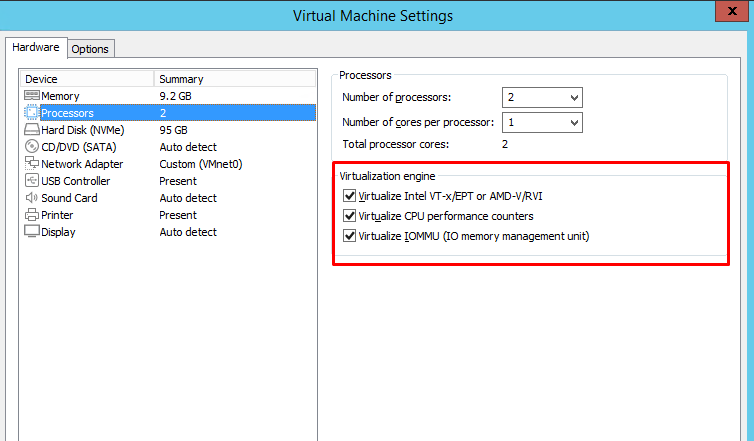 Virtual Machine Settings
x
Hardware Options
Device Summary
Memory 9.2 GB
Processors 2
Hard Disk (NVMe) 95 GB
CD/DVD (SATA) Auto detect
Network Adapter Custom (VMnet0)
USB Controller Present
Sound Card Auto detect
Printer Present
Display Auto detect
Processors
Number of processors: 2
Number of cores per processor: 1
Total processor cores: 2
Virtualization engine
Virtualize Intel VT-x/EPT or AMD-V/RVI
Virtualize CPU performance counters
Virtualize IOMMU (IO memory management unit)